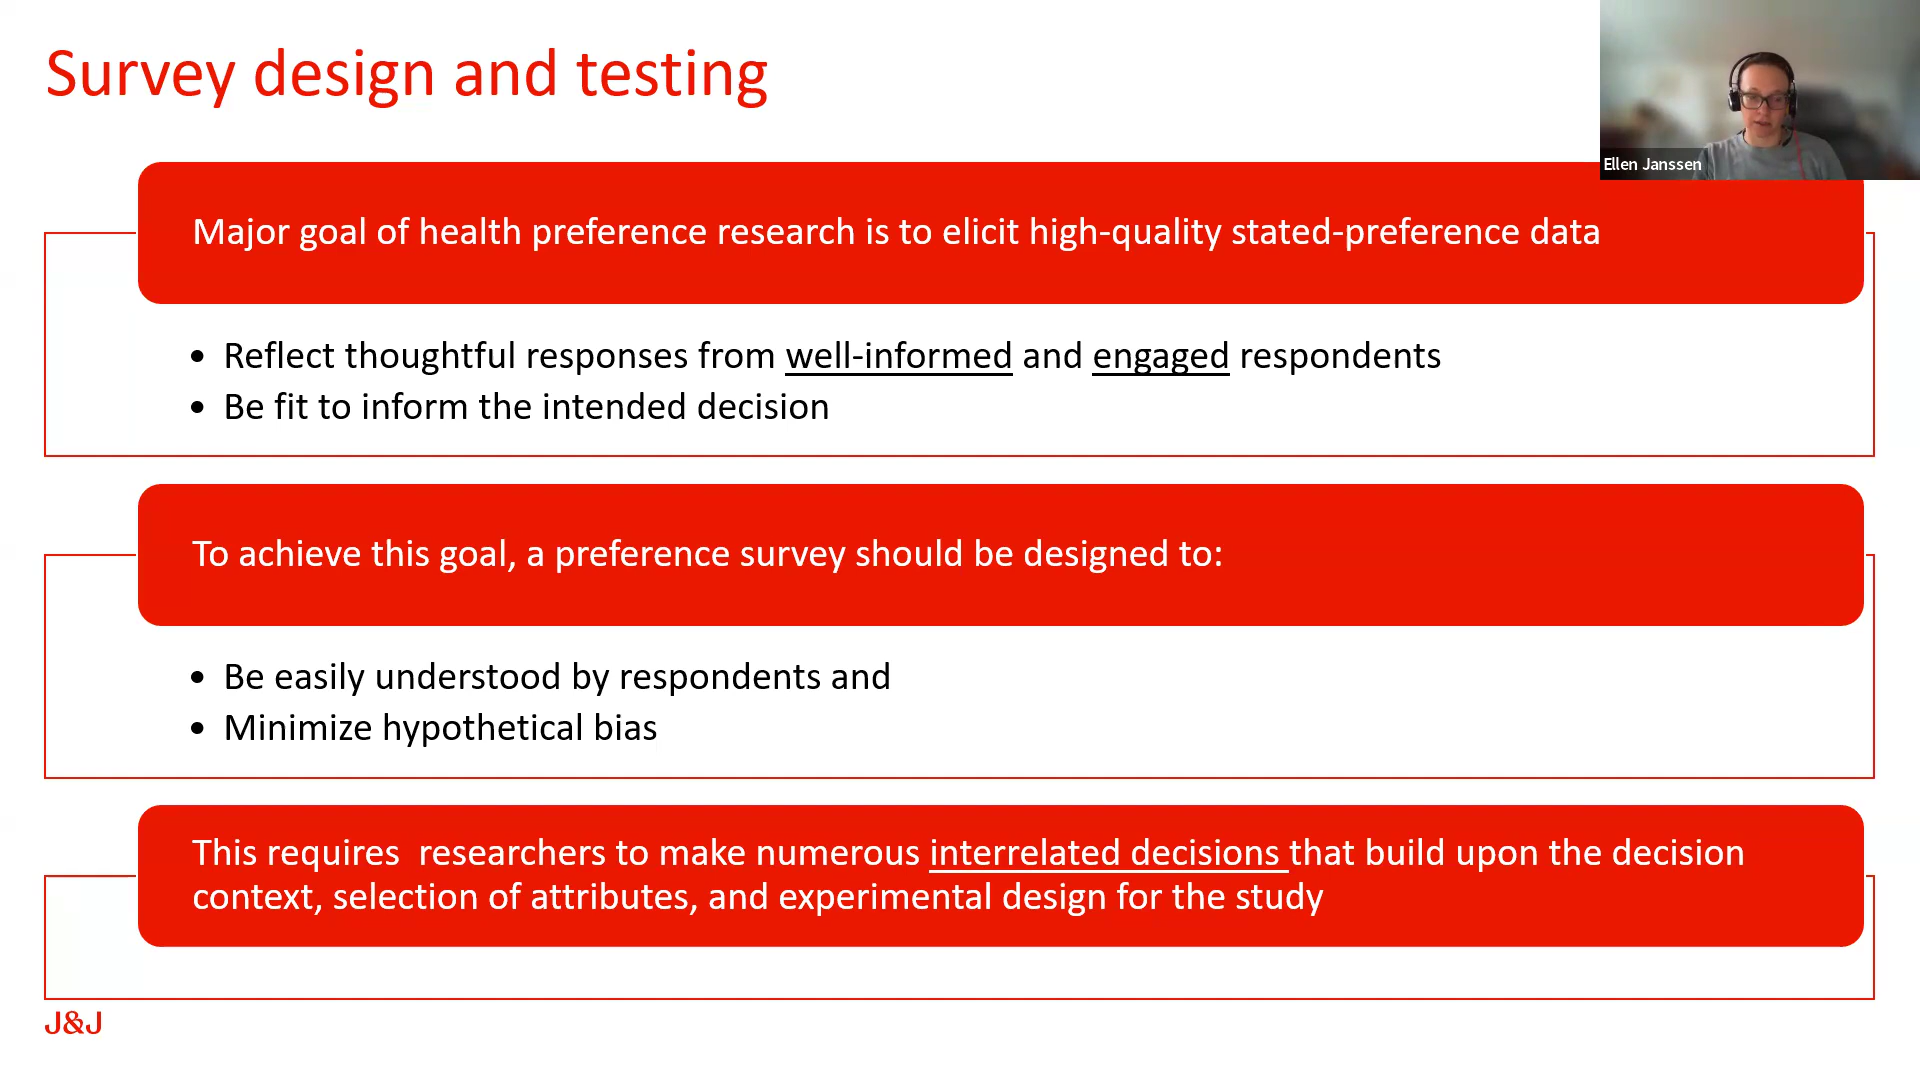 Survey design and testing
Ellen Janssen
Major goal of health preference research is to elicit high-quality stated-preference data
• Reflect thoughtful responses from well-informed and engaged respondents
• Be fit to inform the intended decision
To achieve this goal, a preference survey should be designed to:
• Be easily understood by respondents and
• Minimize hypothetical bias
This requires  researchers to make numerous interrelated decisions that build upon the decision
context, selection of attributes, and experimental design for the study
J&J